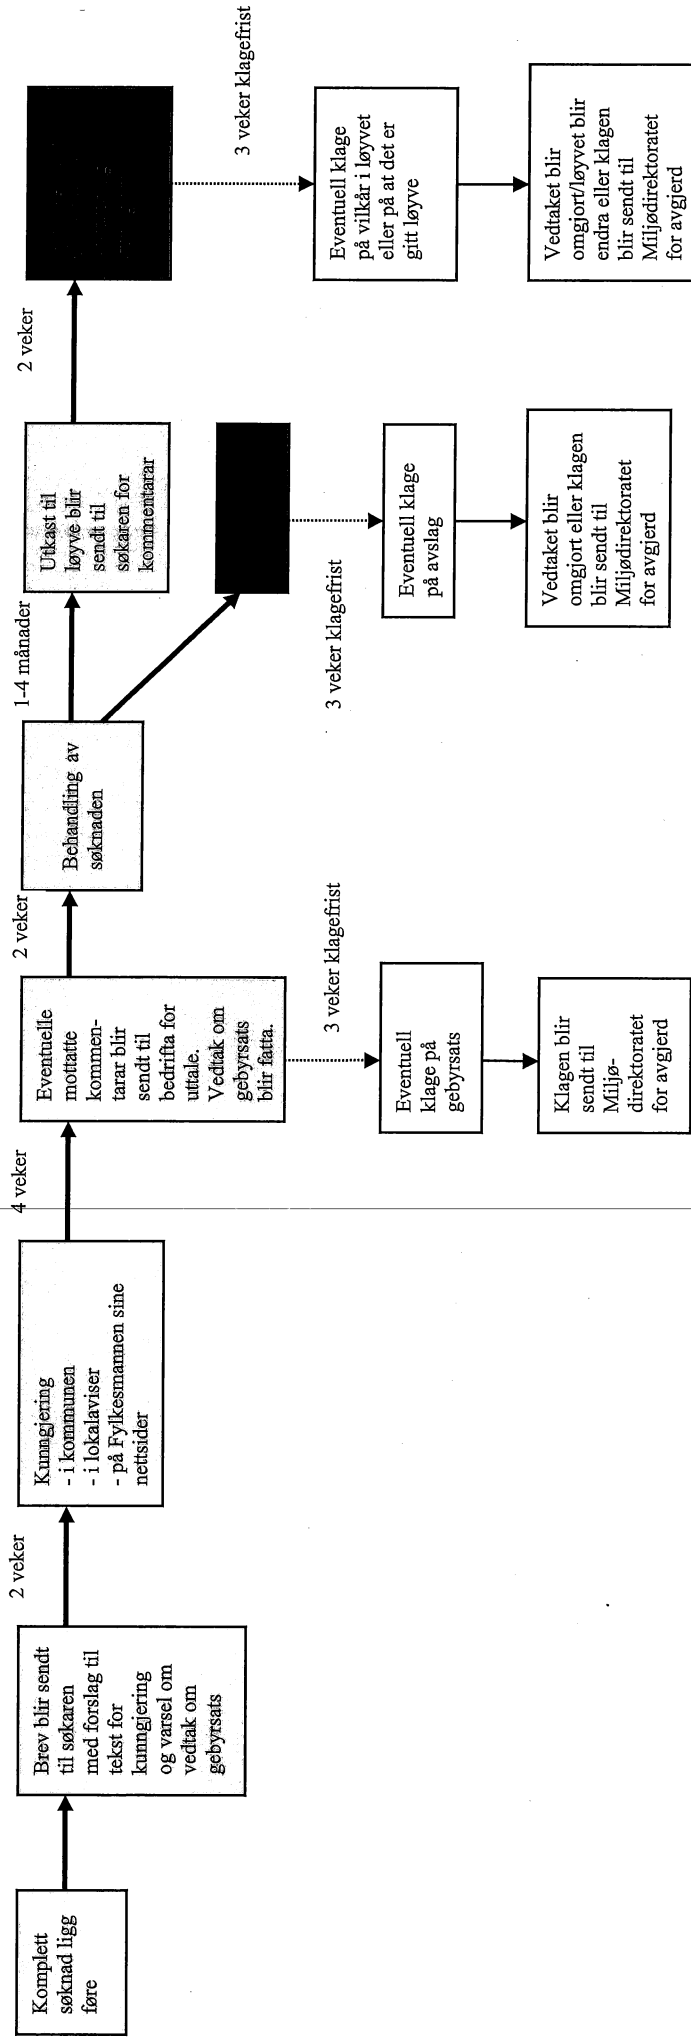 Komplett
søknad ligg
føre
Brev blir sendt
til søkaren
med forslag til
tekst for
kunngjering
og varsel om
vedtak om
gebyrsats
2 veker
Kunngjering
- i kommunen
- i lokalaviser
- på Fylkesmannen sine
nettsider
4 veker
Eventuelle
mottatte
kommen-
tarar blir
sendt til
bedrifta for
uttale.
Vedtak om
gebyrsats
blir fatta.
3 veker klagefrist
Eventuell
klage på
gebyrsats
Klagen blir
sendt til
Miljø-
direktoratet
for avgjerd
2 veker
Behandling av
søknaden
1-4 månader
Utkast til
løyve blir
sendt til
søkaren for
kommentarar
3 veker klagefrist
Eventuell klage
på avslag
Vedtaket blir
omgjort eller klagen
blir sendt til
Miljødirektoratet
for avgjerd
2 veker
3 veker klagefrist
Eventuell klage
på vilkår i løyvet
eller på at det er
gitt løyve
Vedtaket blir
omgjort/løyvet blir
endra eller klagen
blir sendt til
Miljødirektoratet
for avgjerd